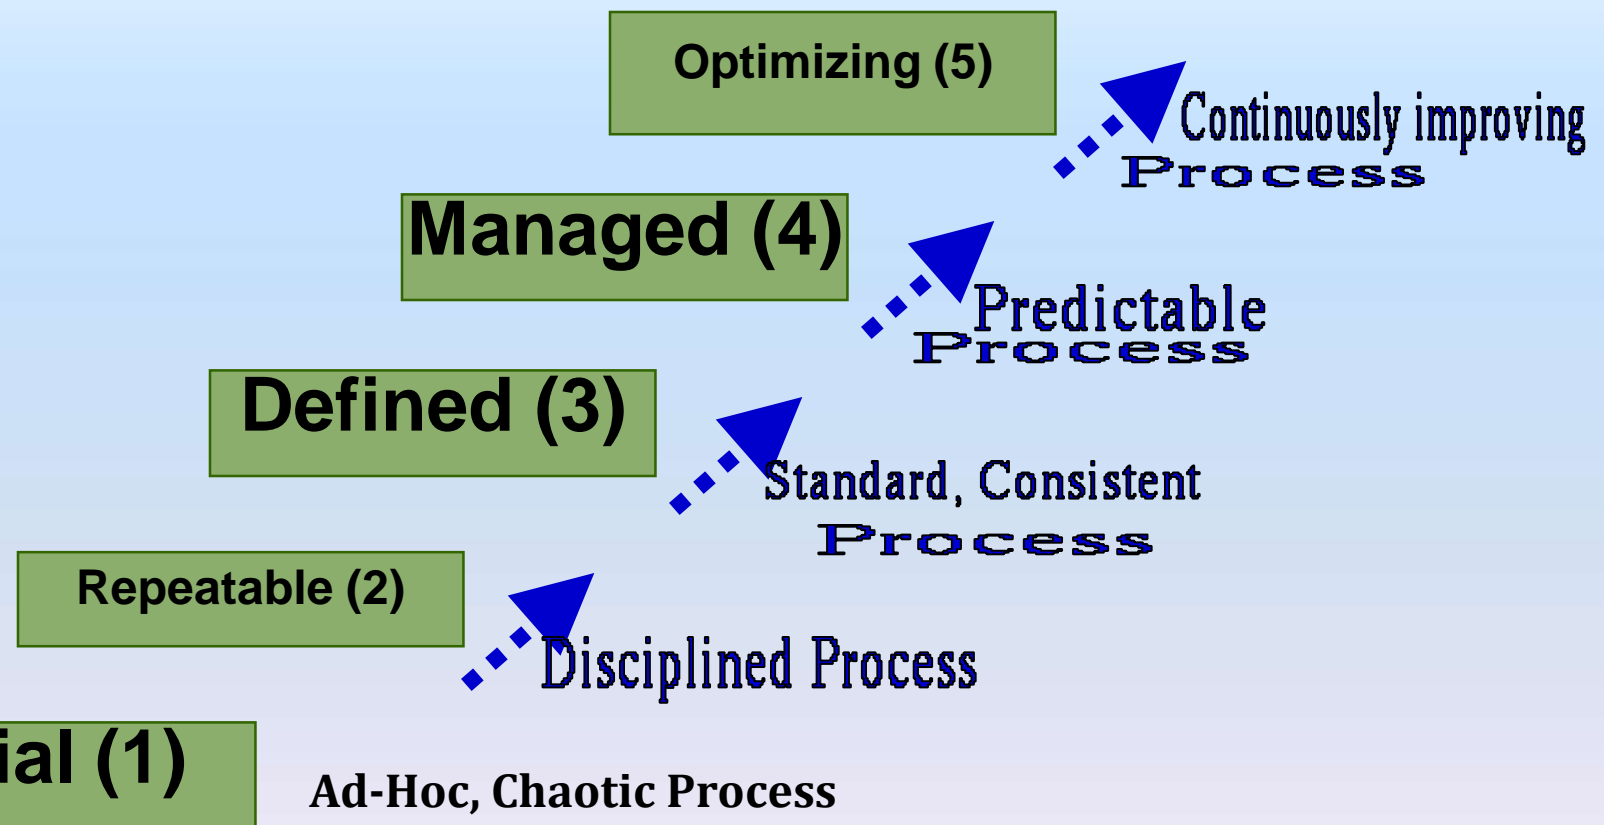 Optimizing (5)
Continuously improving
Process
Managed (4)
Predictable
Process
Defined (3)
Standard, Consistent
Process
Repeatable (2)
Disciplined Process
ial (1)
Ad-Hoc, Chaotic Process